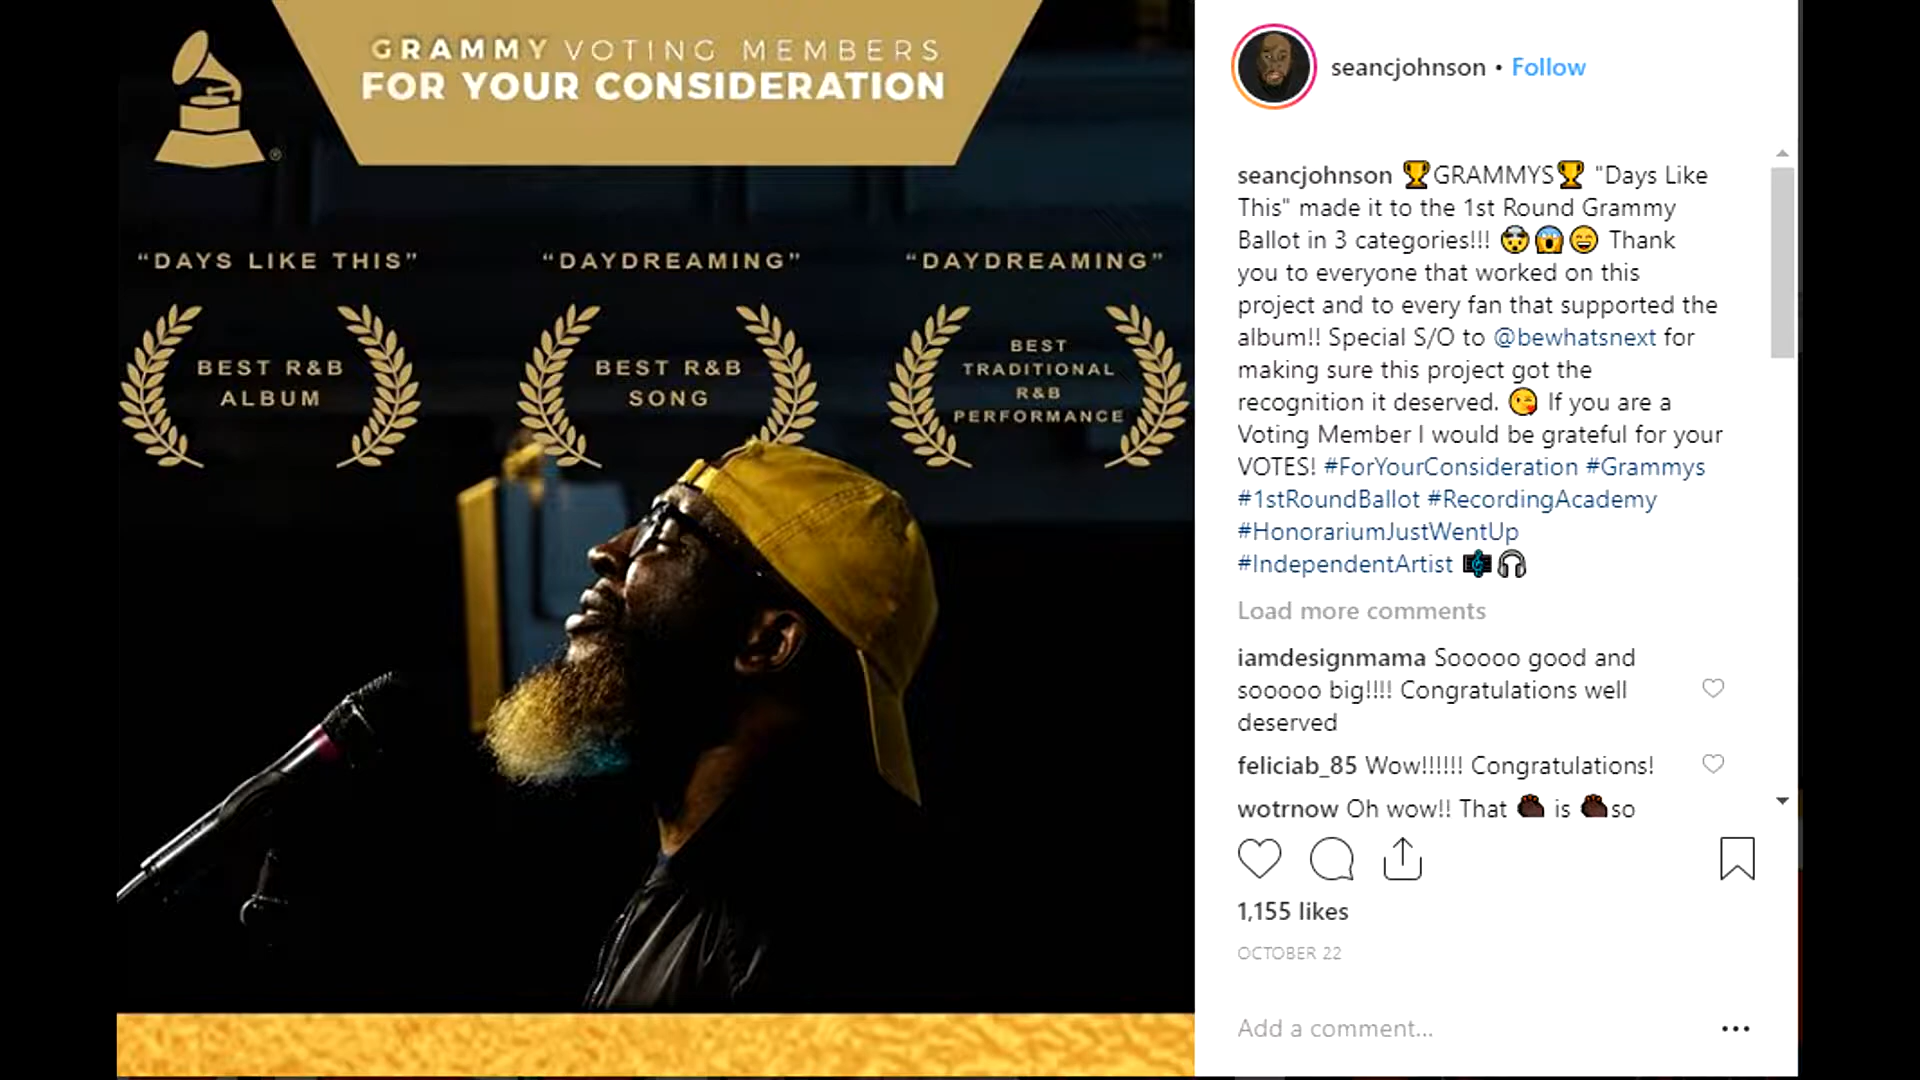 GRAMMY VOTING MEMBERS
FOR YOUR CONSIDERATION
®
“DAYS LIKE THIS”
BEST R&B
ALBUM
“DAYDREAMING”
BEST R&B
SONG
“DAYDREAMING”
BEST
TRADITIONAL
R&B
PERFORMANCE
seancjohnson • Follow
seancjohnson 🏆GRAMMYS🏆 "Days Like
This" made it to the 1st Round Grammy
Ballot in 3 categories!!! 🤯😱😄 Thank
you to everyone that worked on this
project and to every fan that supported the
album!! Special S/O to @bewhatsnext for
making sure this project got the
recognition it deserved. 😘 If you are a
Voting Member I would be grateful for your
VOTES! #ForYourConsideration #Grammys
#1stRoundBallot #RecordingAcademy
#HonorariumJustWentUp
#IndependentArtist 🎼🎧
Load more comments
iamdesignmama Sooooo good and
sooooo big!!!! Congratulations well
deserved
feliciab_85 Wow!!!!!! Congratulations!
wotrnow Oh wow!! That ✊🏿 is ✊🏿so
1,155 likes
OCTOBER 22
Add a comment...